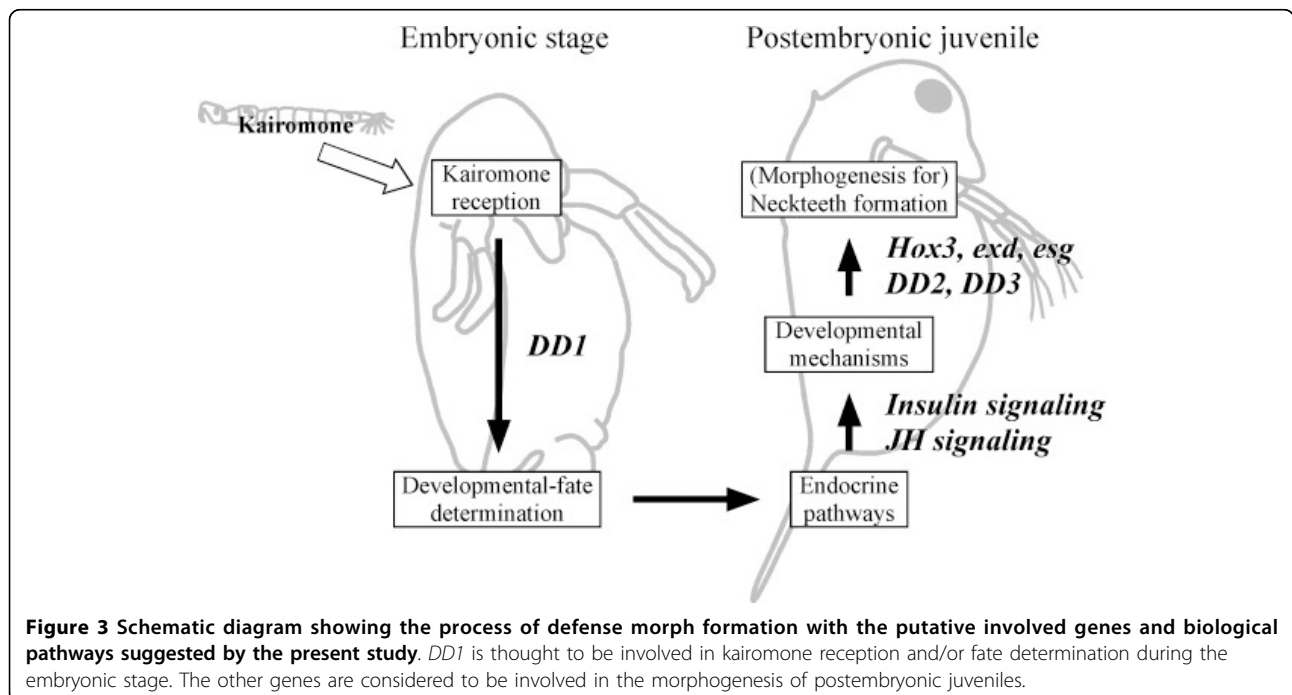 Embryonic stage
Postembryonic juvenile
Kairomone
Kairomone
reception
DD1
Developmental-fate
determination
(Morphogenesis for)
Neckteeth formation
Hox3, exd, esg
DD2, DD3
Developmental
mechanisms
Insulin signaling
JH signaling
Endocrine
pathways
Figure 3 Schematic diagram showing the process of defense morph formation with the putative involved genes and biological
pathways suggested by the present study. DD1 is thought to be involved in kairomone reception and/or fate determination during the
embryonic stage. The other genes are considered to be involved in the morphogenesis of postembryonic juveniles.